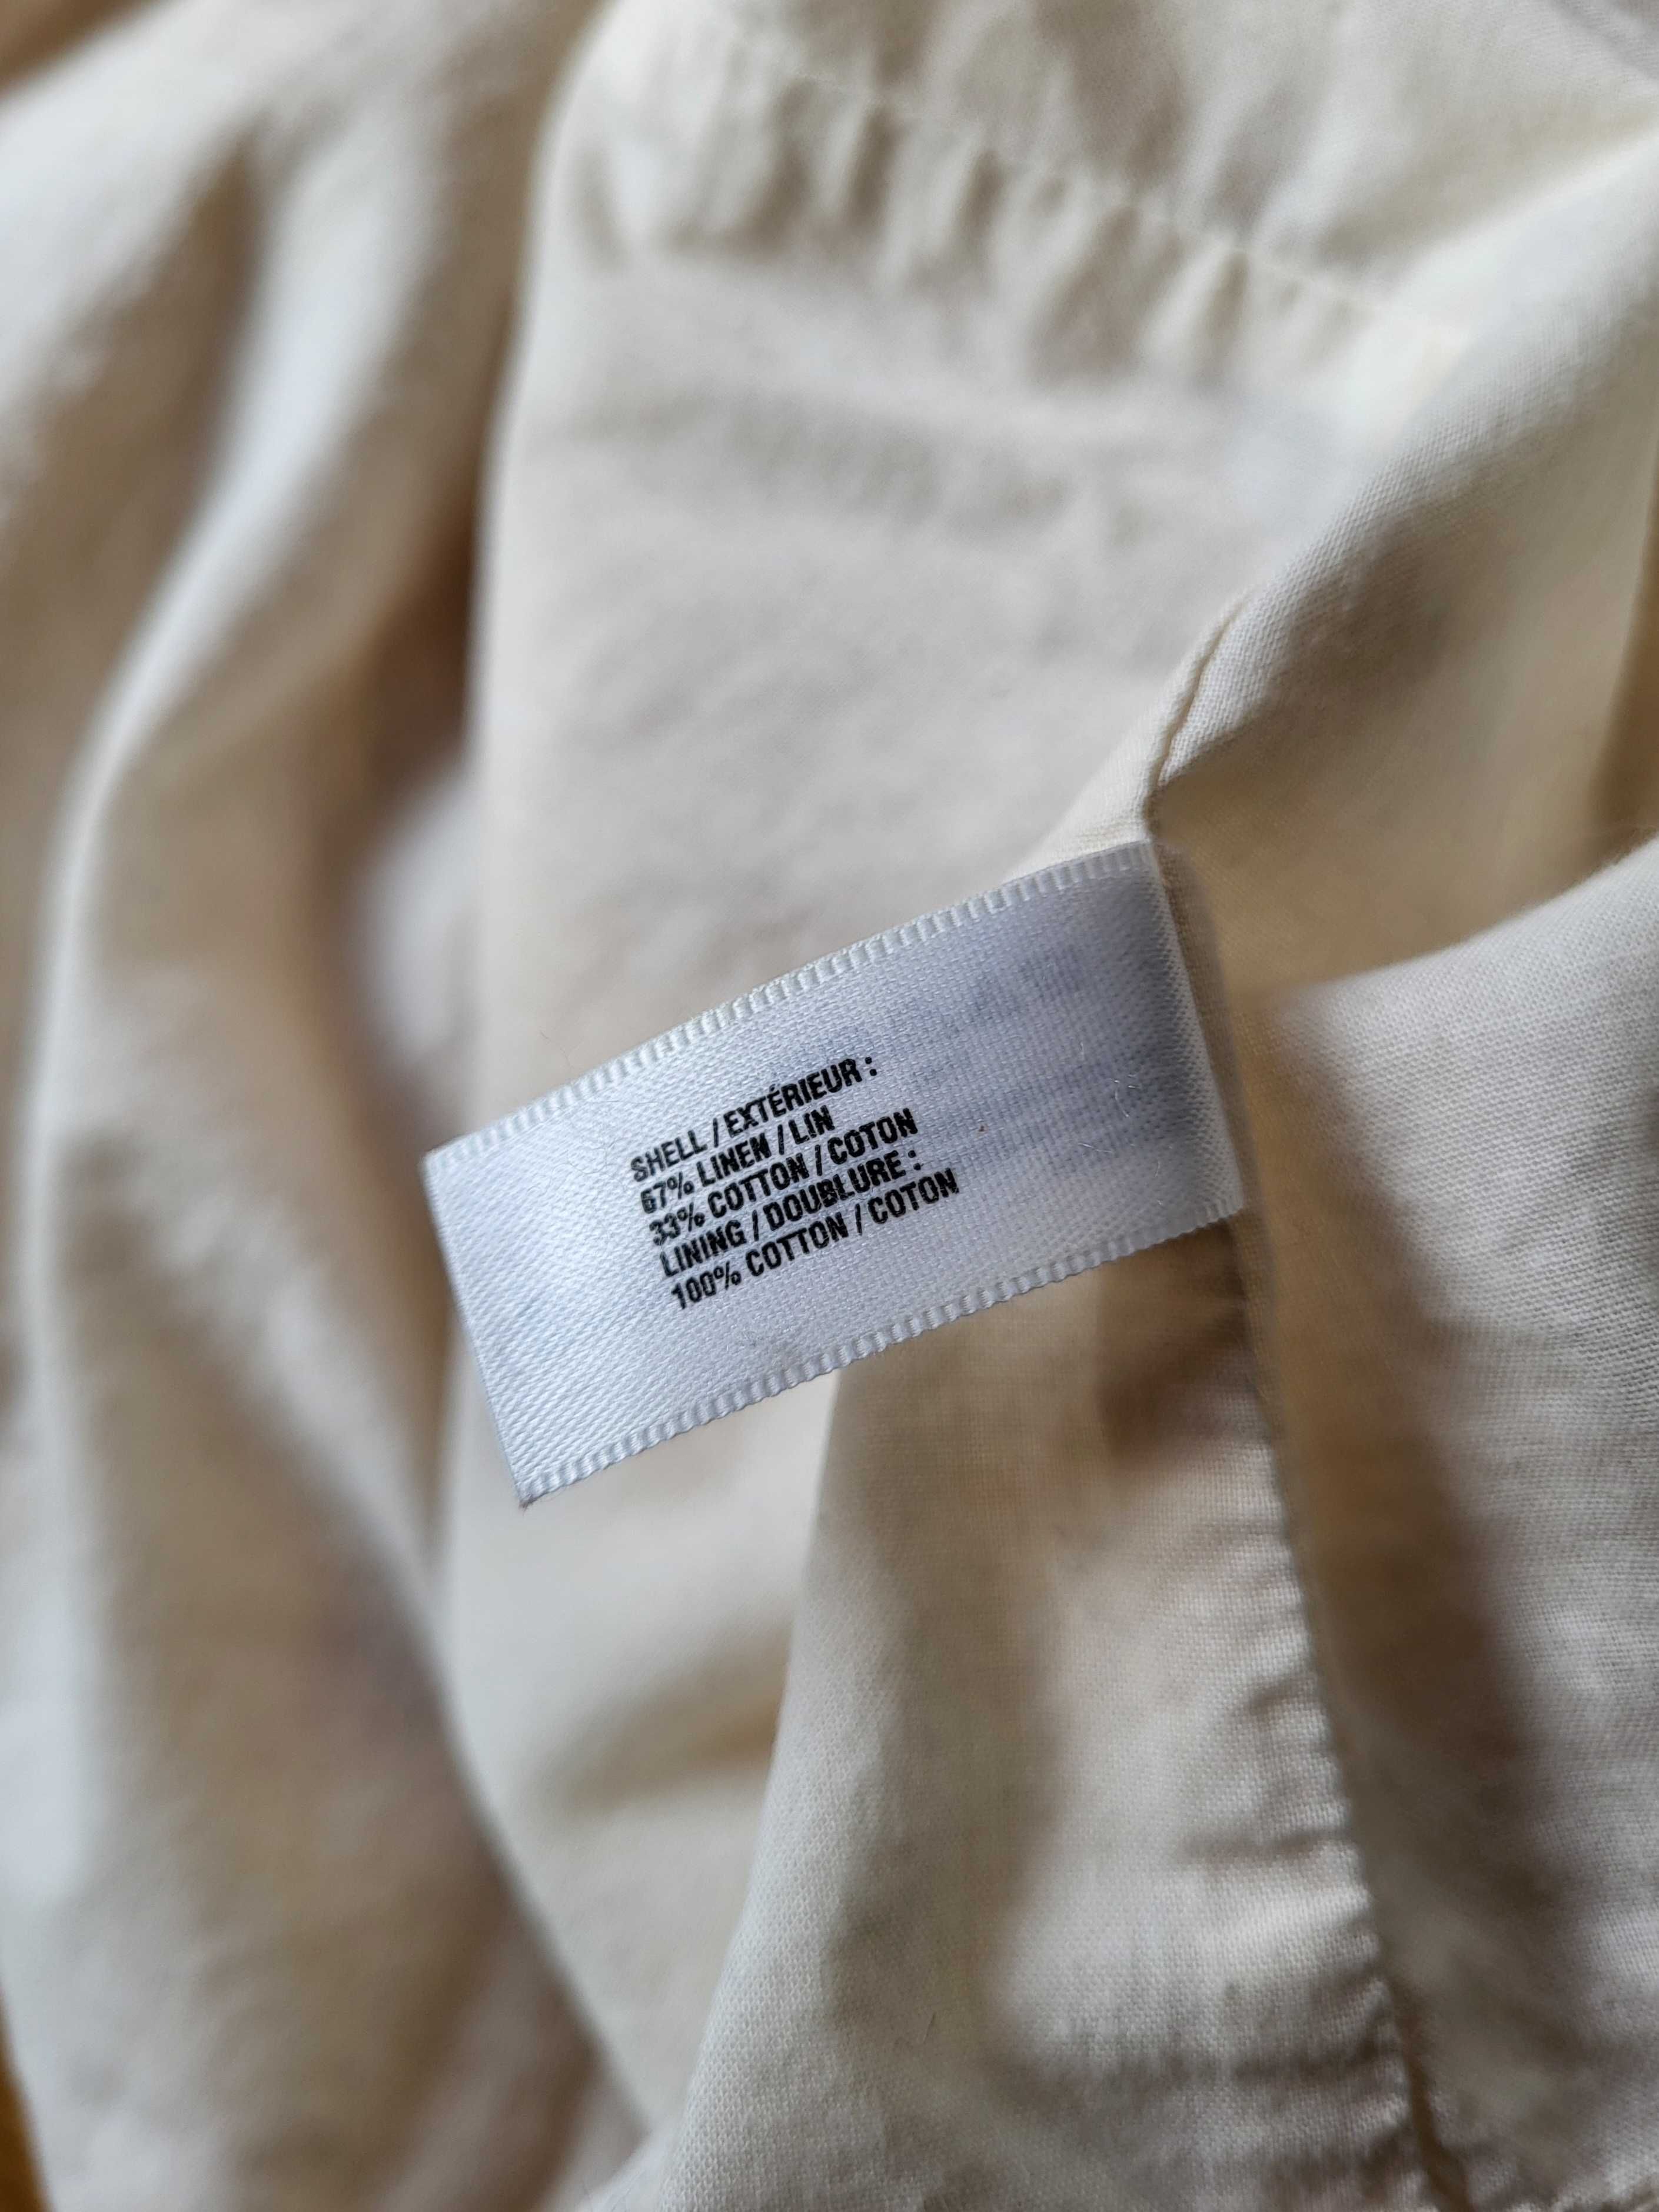 SHELL / EXTÉRIEUR :
67% LINEN / LIN
33% COTTON / COTON
LINING / DOUBLURE :
100% COTTON / COTON